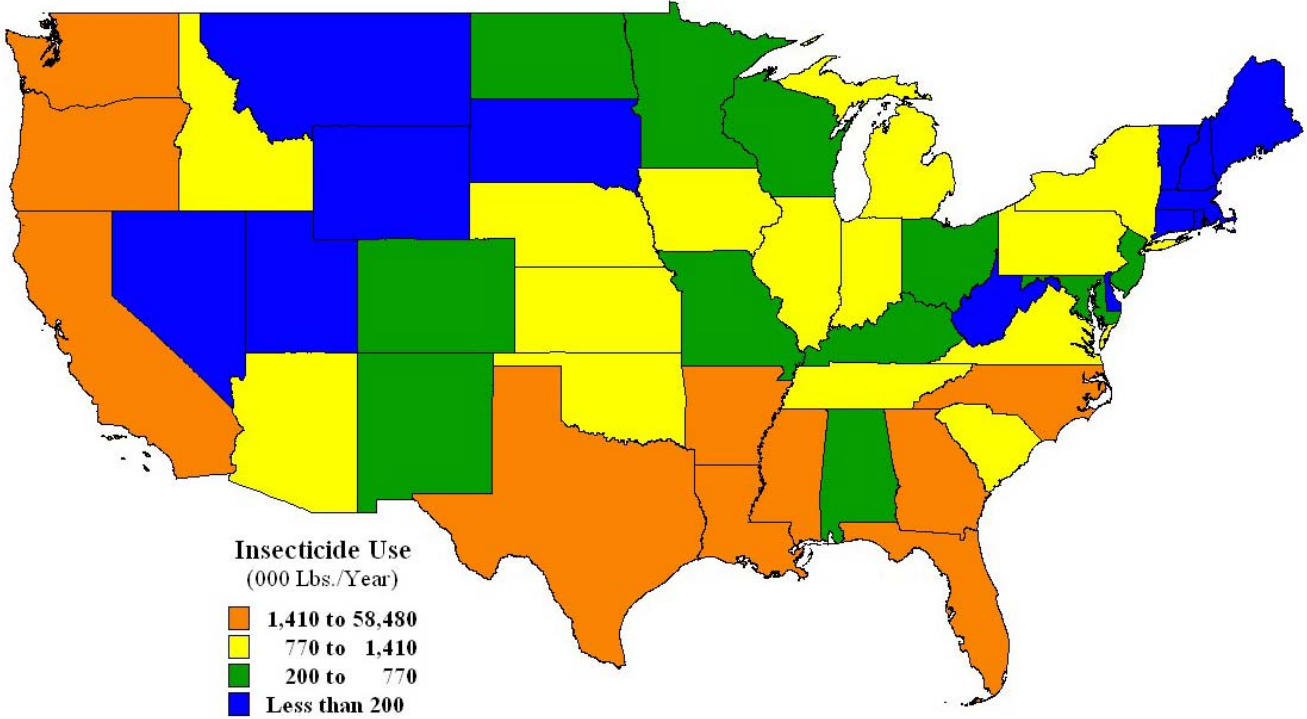 Insecticide Use
(000 Lbs./Year)
1,410 to 58,480
770 to 1,410
200 to 770
Less than 200